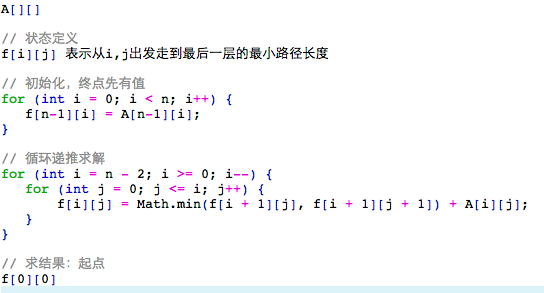 A[][]
// 状态定义
f[i][j] 表示从i,j出发走到最后一层的最小路径长度
// 初始化，终点先有值
for (int i = 0; i < n; i++) {
f[n-1][i] = A[n-1][i];
}
// 循环递推求解
for (int i = n - 2; i >= 0; i--) {
for (int j = 0; j <= i; j++) {
f[i][j] = Math.min(f[i + 1][j], f[i + 1][j + 1]) + A[i][j];
}
}
// 求结果：起点
f[0][0]